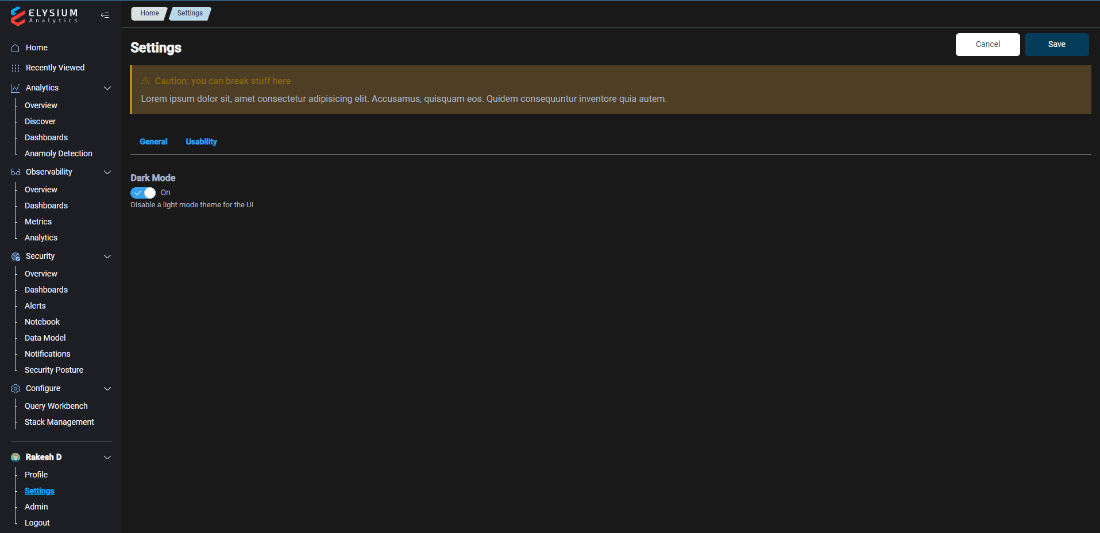 ELYSIUM
Analytics
Home
Recently Viewed
Analytics
Overview
Discover
Dashboards
Anamoly Detection
Observability
Overview
Dashboards
Metrics
Analytics
Security
Overview
Dashboards
Alerts
Notebook
Data Model
Notifications
Security Posture
Configure
Query Workbench
Stack Management
Rakesh D
Profile
Settings
Admin
Logout
Home Settings
Settings
Cancel Save
Caution: you can break stuff here
Lorem ipsum dolor sit, amet consectetur adipisicing elit. Accusamus, quisquam eos. Quidem consequuntur inventore quia autem.
General Usability
Dark Mode
On
Disable a light mode theme for the UI